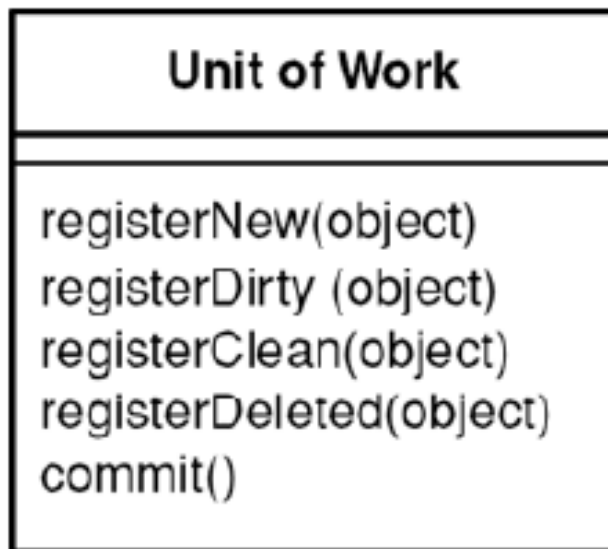 Unit of Work
registerNew(object)
registerDirty (object)
registerClean(object)
registerDeleted(object)
commit()